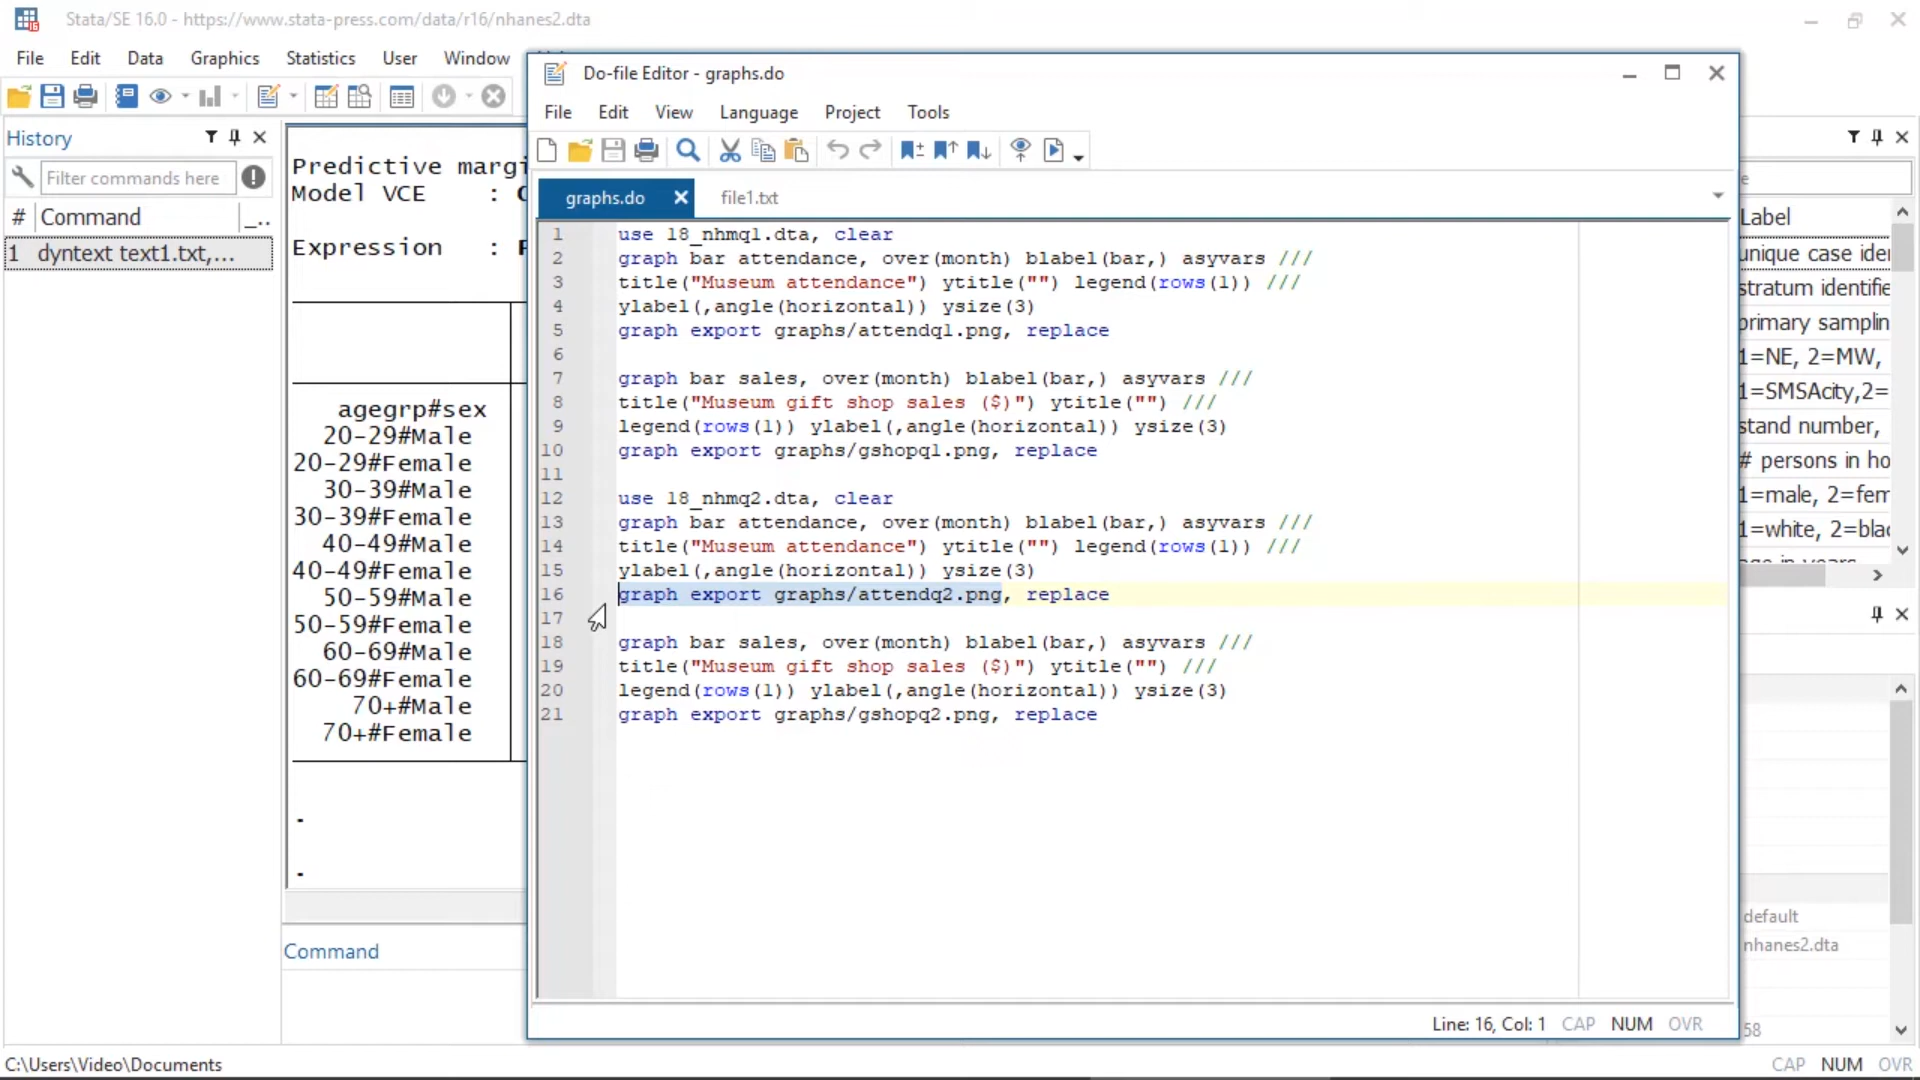 Stata/SE 16.0 - https://www.stata-press.com/data/r16/nhanes2.dta
File Edit Data Graphics Statistics User Window
History
Filter commands here
# Command
1 dyntext text1.txt,...
Predictive margi
Model VCE :
Expression :
agegrp#sex
20-29#Male
20-29#Female
30-39#Male
30-39#Female
40-49#Male
40-49#Female
50-59#Male
50-59#Female
60-69#Male
60-69#Female
70+#Male
70+#Female
.
.
Command
Do-file Editor - graphs.do
File Edit View Language Project Tools
graphs.do file1.txt
1 use 18_nhmq1.dta, clear
2 graph bar attendance, over(month) blabel(bar,) asyvars ///
3 title("Museum attendance") ytitle("") legend(rows(1)) ///
4 ylabel(,angle(horizontal)) ysize(3)
5 graph export graphs/attendq1.png, replace
6
7 graph bar sales, over(month) blabel(bar,) asyvars ///
8 title("Museum gift shop sales ($)") ytitle("") ///
9 legend(rows(1)) ylabel(,angle(horizontal)) ysize(3)
10 graph export graphs/gshopq1.png, replace
11
12 use 18_nhmq2.dta, clear
13 graph bar attendance, over(month) blabel(bar,) asyvars ///
14 title("Museum attendance") ytitle("") legend(rows(1)) ///
15 ylabel(,angle(horizontal)) ysize(3)
16 graph export graphs/attendq2.png, replace
17
18 graph bar sales, over(month) blabel(bar,) asyvars ///
19 title("Museum gift shop sales ($)") ytitle("") ///
20 legend(rows(1)) ylabel(,angle(horizontal)) ysize(3)
21 graph export graphs/gshopq2.png, replace
Line: 16, Col: 1 CAP NUM OVR
Label
unique case ide
stratum identifie
primary samplin
1=NE, 2=MW,
1=SMSAcity,2=
stand number,
# persons in ho
1=male, 2=fem
1=white, 2=blac
default
nhanes2.dta
58
C:\Users\Video\Documents
CAP NUM OVR